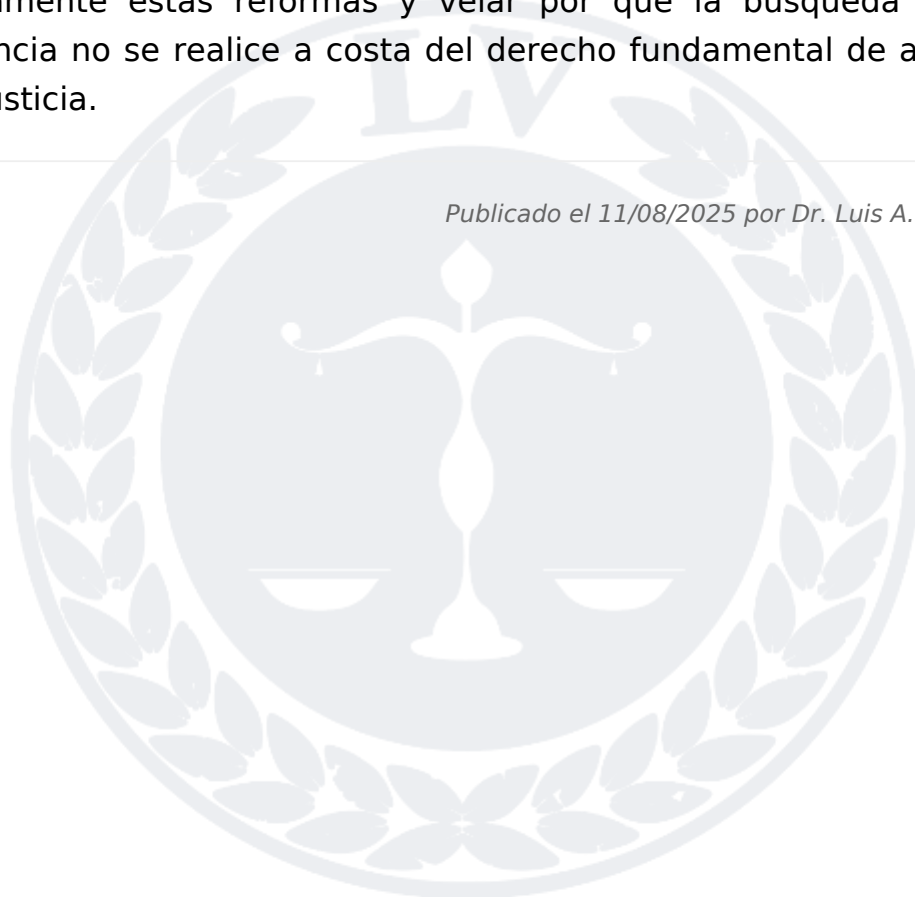 estas reformas y velar por que la búsqueda
no se realice a costa del derecho fundamental de
LV
Publicado el 11/08/2025 por Dr. Luis A.